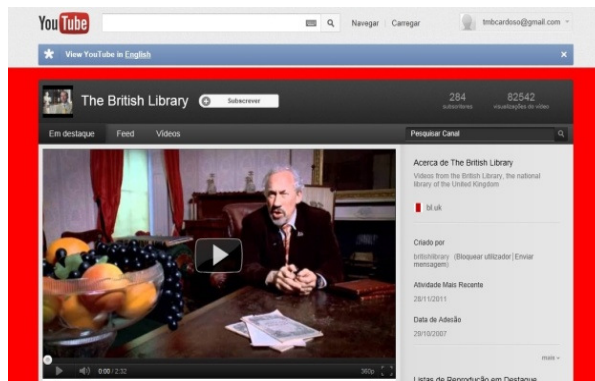 YouTube
Navegar
Carregar
tmbcardoso@gmail.com
View YouTube in English
×
The British Library
Subscrever
284
subscritores
82542
visualizações do vídeo
Em destaque
Feed
Vídeos
Pesquisar Canal
Acerca de The British Library
Videos from the British Library, the national
library of the United Kingdom
bl.uk
Criado por
britishlibrary (Bloquear utilizador | Enviar
mensagem)
Atividade Mais Recente
28/11/2011
Data de Adesão
29/10/2007
mais »
Listas de Reprodução em Destaque
0:00 / 2:32
360p